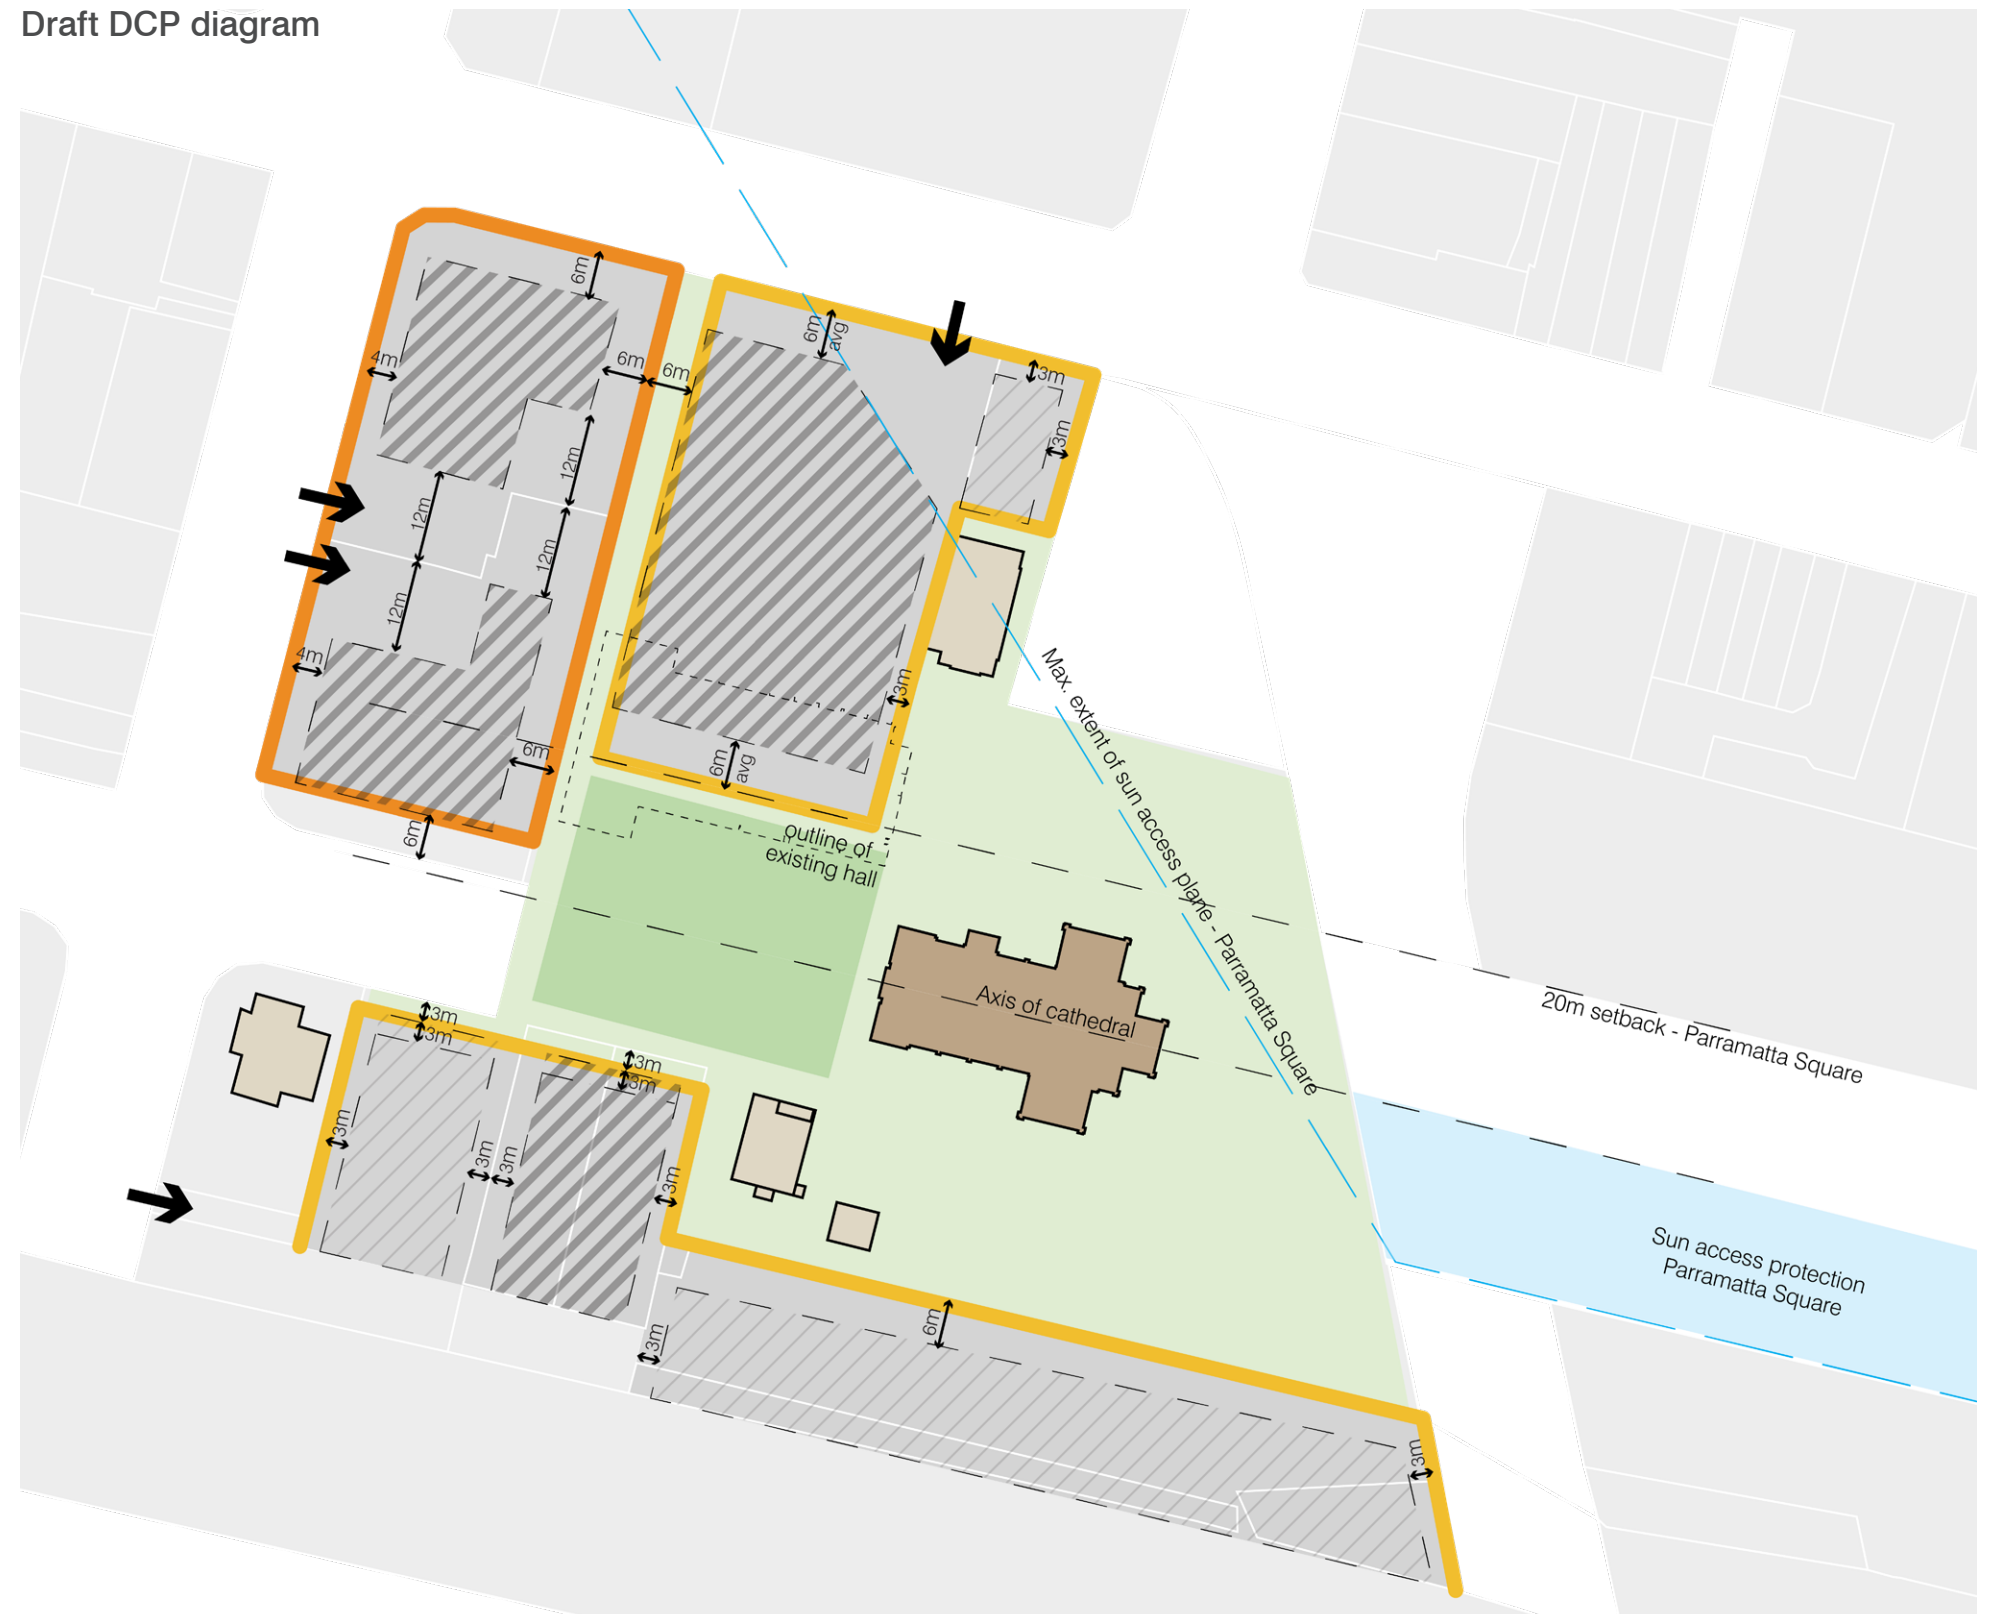 Draft DCP diagram
6m
4m
6m
6m
6m
avg
3m
3m
12m
12m
12m
12m
4m
6m
6m
3m
6m
avg
outline of
existing hall
Max. extent of sun access plane - Parramatta Square
Axis of cathedral
20m setback - Parramatta Square
Sun access protection
Parramatta Square
3m
3m
3m
3m
3m
3m
3m
3m
6m
3m
3m